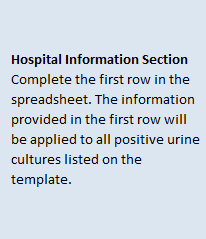 Hospital Information Section
Complete the first row in the
spreadsheet. The information
provided in the first row will
be applied to all positive urine
cultures listed on the
template.